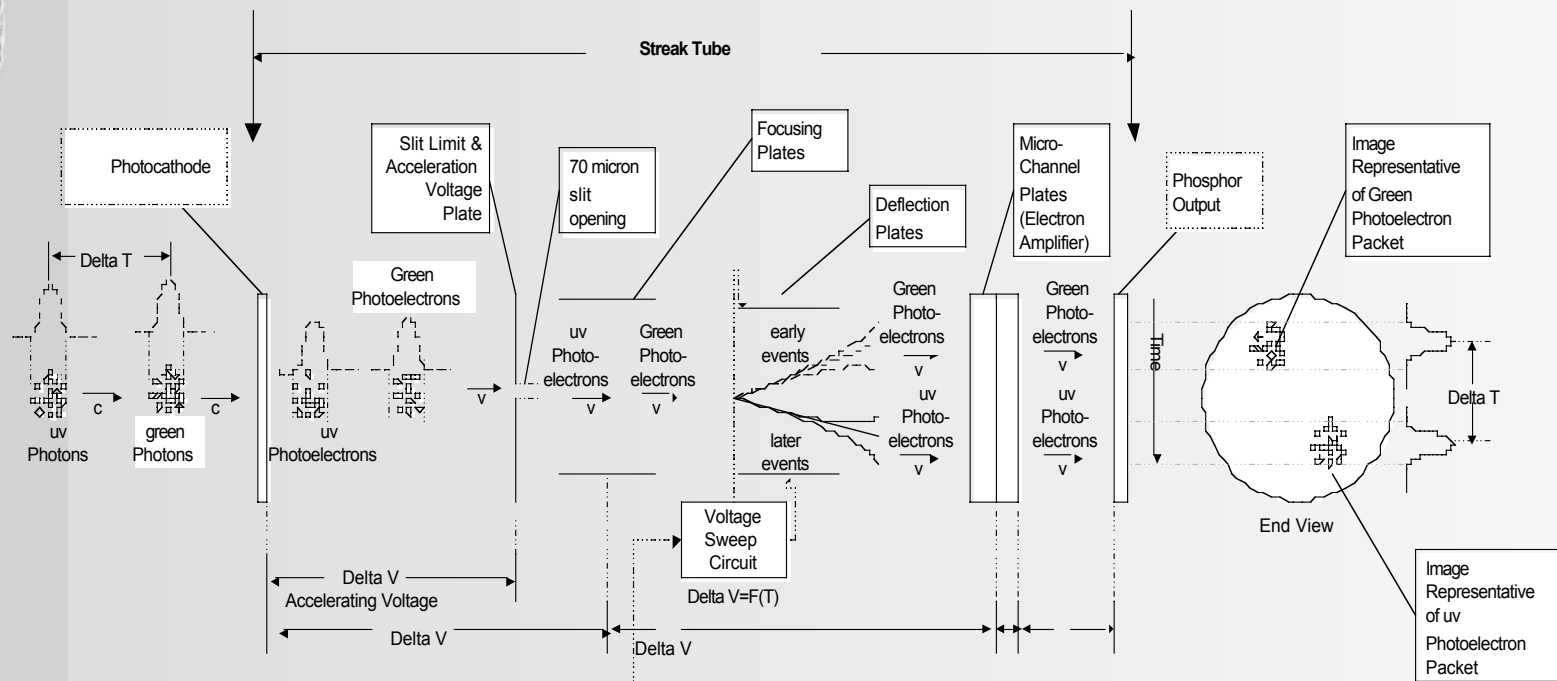 Streak Tube
Photocathode
Slit Limit &
Acceleration
Voltage
Plate
70 micron
slit
opening
Focusing
Plates
Deflection
Plates
Micro-
Channel
Plates
(Electron
Amplifier)
Phosphor
Output
Image
Representative
of Green
Photoelectron
Packet
Delta T
uv
Photons
c
green
Photons
c
Green
Photoelectrons
uv
Photoelectrons
v
uv
Photo-
electrons
v
Green
Photo-
electrons
v
early
events
later
events
Green
Photo-
electrons
v
uv
Photo-
electrons
v
Green
Photo-
electrons
v
uv
Photo-
electrons
v
Time
Delta T
End View
Voltage
Sweep
Circuit
Delta V=F(T)
Delta V
Accelerating Voltage
Delta V
Delta V
Image
Representative
of uv
Photoelectron
Packet